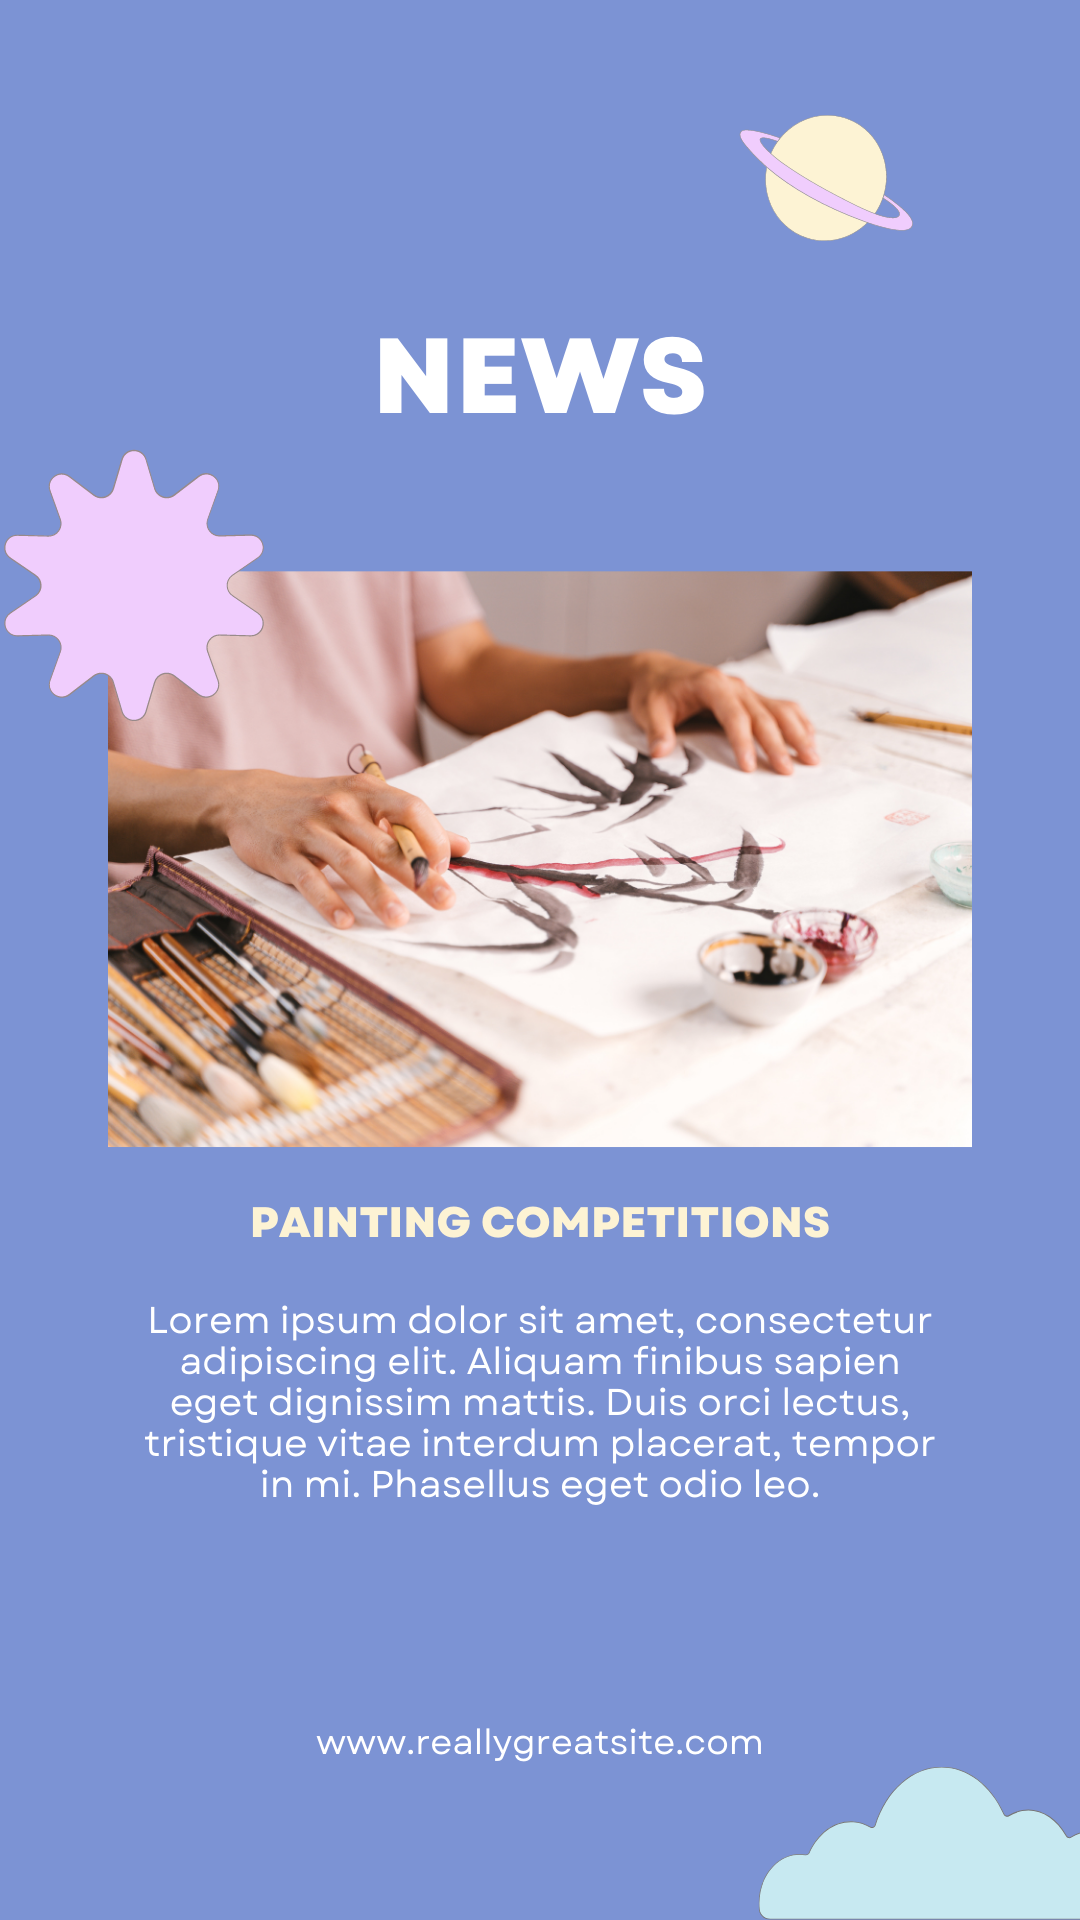 NEWS
PAINTING COMPETITIONS
Lorem ipsum dolor sit amet, consectetur
adipiscing elit. Aliquam finibus sapien
eget dignissim mattis. Duis orci lectus,
tristique vitae interdum placerat, tempor
in mi. Phasellus eget odio leo.
www.reallygreatsite.com